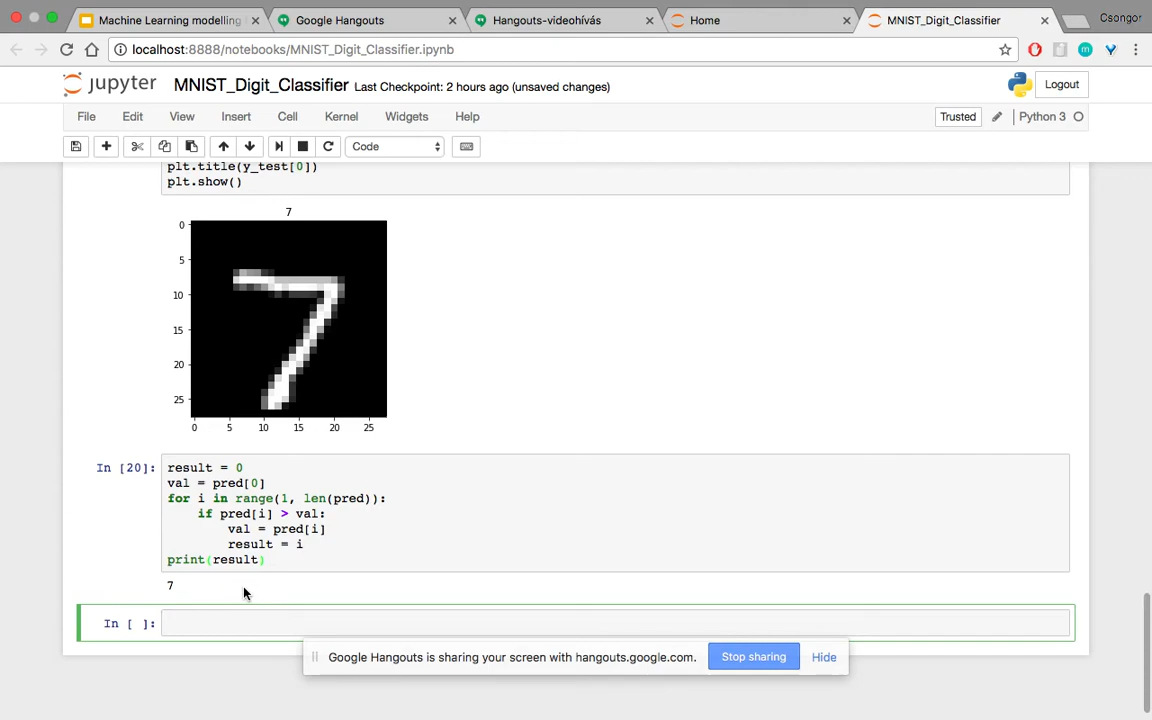 Machine Learning modelling
Google Hangouts
Hangouts-videohívás
Home
MNIST_Digit_Classifier
Csongor
localhost:8888/notebooks/MNIST_Digit_Classifier.ipynb
jupyter
MNIST_Digit_Classifier Last Checkpoint: 2 hours ago (unsaved changes)
Logout
File Edit View Insert Cell Kernel Widgets Help
Trusted
Python 3
Code
plt.title(y_test[0])
plt.show()
7
0
5
10
15
20
25
0 5 10 15 20 25
In [20]:
result = 0
val = pred[0]
for i in range(1, len(pred)):
if pred[i] > val:
val = pred[i]
result = i
print(result)
7
In [ ]:
Google Hangouts is sharing your screen with hangouts.google.com.
Stop sharing
Hide